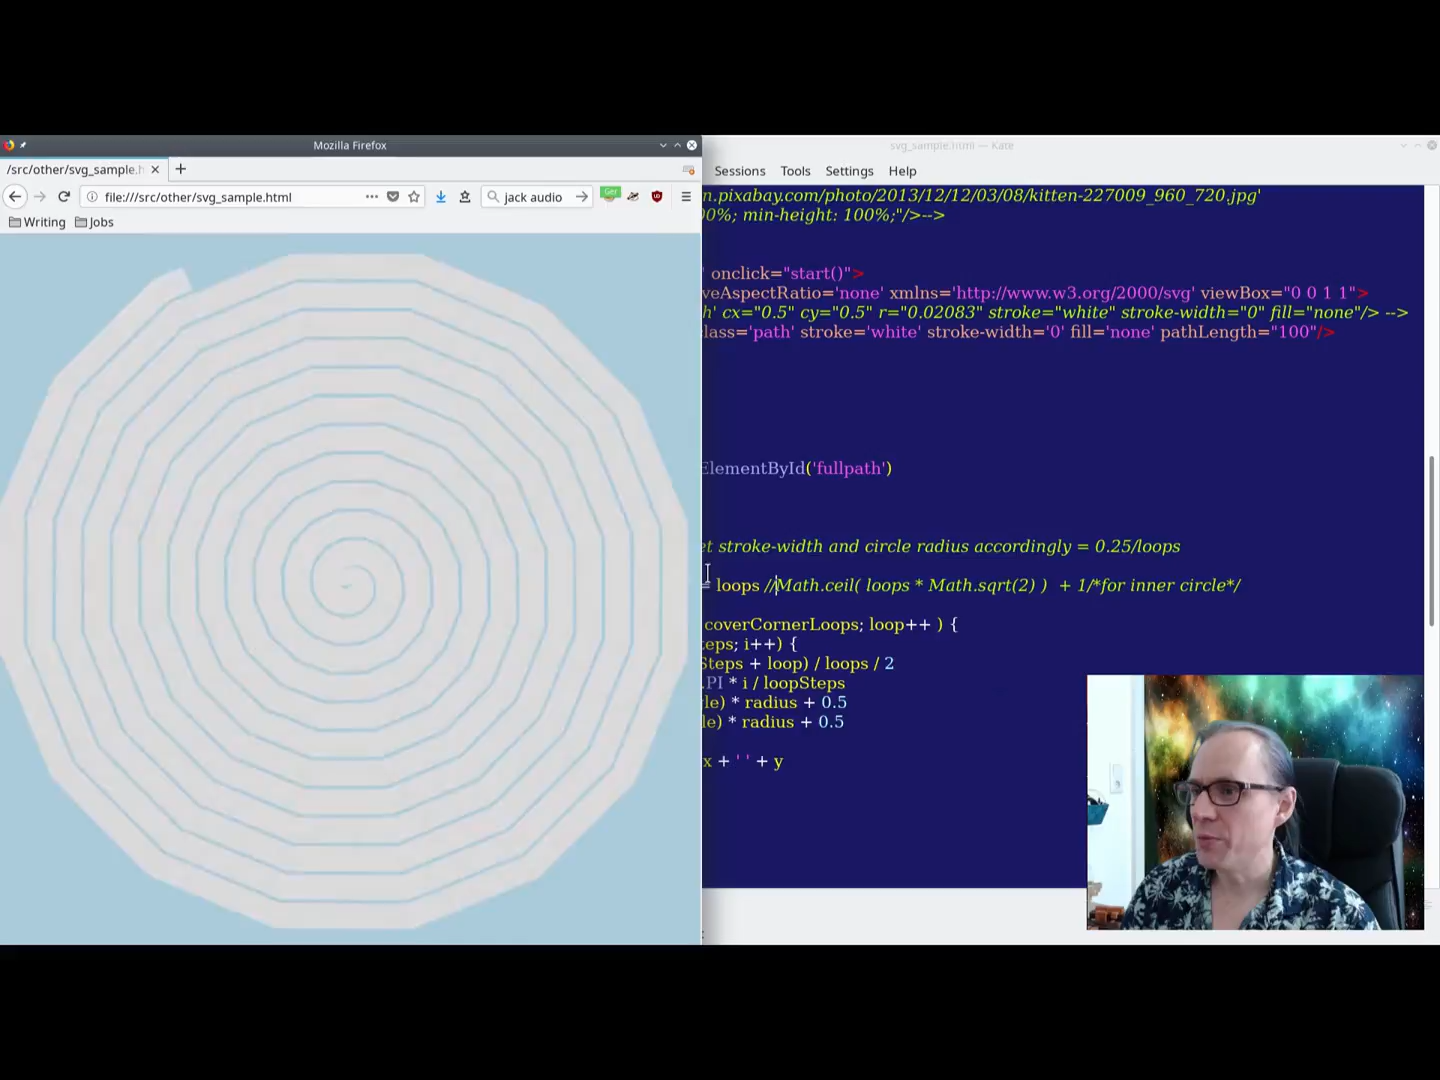 Mozilla Firefox
svg_sample.html — Kate
/src/other/svg_sample.h
Sessions Tools Settings Help
file:///src/other/svg_sample.html
jack audio
Ger
Writing Jobs
n.pixabay.com/photo/2013/12/12/03/08/kitten-227009_960_720.jpg'
00%; min-height: 100%;"/>-->
' onclick="start()">
veAspectRatio='none' xmlns='http://www.w3.org/2000/svg' viewBox="0 0 1 1">
h' cx="0.5" cy="0.5" r="0.02083" stroke="white" stroke-width="0" fill="none"/> -->
lass='path' stroke='white' stroke-width='0' fill='none' pathLength="100"/>
ElementById('fullpath')
et stroke-width and circle radius accordingly = 0.25/loops
= loops //Math.ceil( loops * Math.sqrt(2) ) + 1/*for inner circle*/
coverCornerLoops; loop++ ) {
teps; i++) {
Steps + loop) / loops / 2
.PI * i / loopSteps
le) * radius + 0.5
le) * radius + 0.5
x + ' ' + y